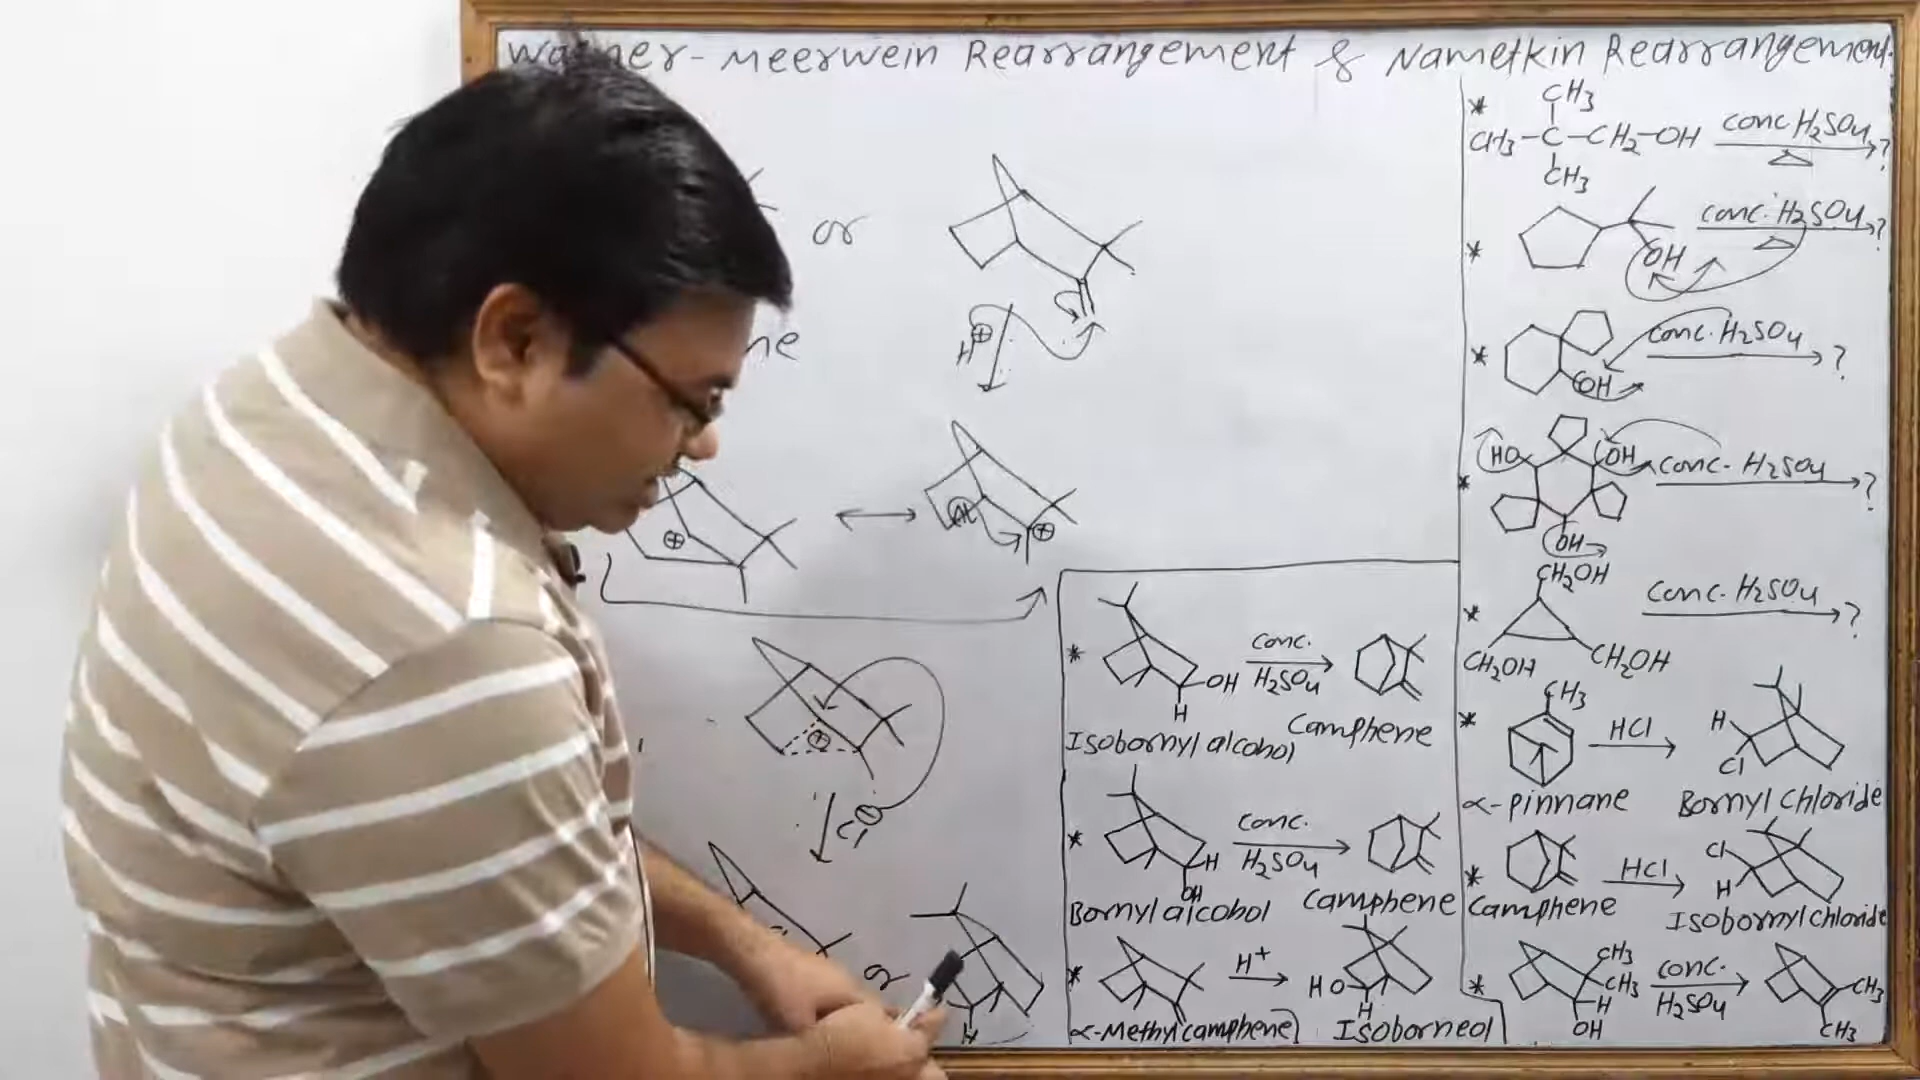 Rearrangement & Nametkin Rearrangement.
or
H⊕
⊕
⊕
⊕
Cl⊖
or
H
* CH3
CH3-C-CH2-OH conc H2SO4 ?
CH3 △
* OH conc. H2SO4 ?
△
* OH conc. H2SO4 ?
* HO OH conc. H2SO4 ?
OH
* CH2OH conc. H2SO4 ?
CH2OH CH2OH
* CH3 HCl H
Cl
α-pinnane Bornyl chloride
* HCl Cl
H
Camphene Isobornyl chloride
* CH3 conc. CH3
CH3 H2SO4 CH3
H
OH
* OH conc. H2SO4
H
Isobornyl alcohol Camphene
* H conc. H2SO4
OH
Bornyl alcohol Camphene
* H+ HO
H
α-Methylcamphene Isoborneol